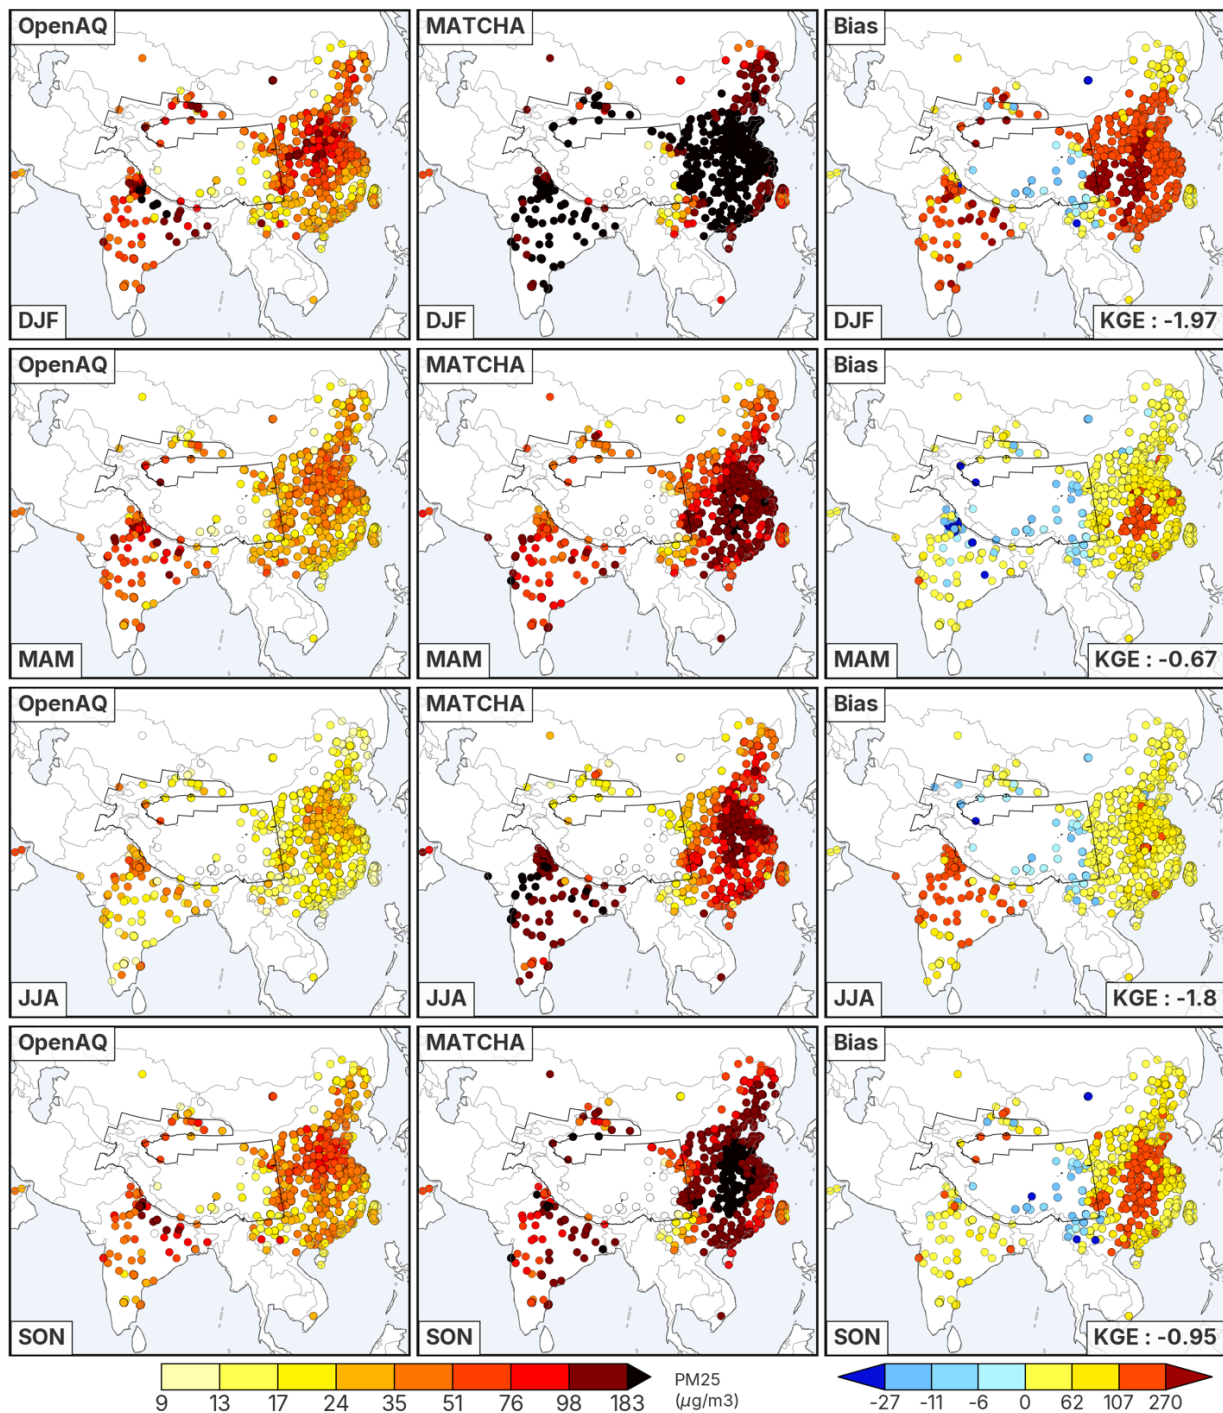 OpenAQ MATCHA Bias
DJF DJF DJF KGE : -1.97
OpenAQ MATCHA Bias
MAM MAM MAM KGE : -0.67
OpenAQ MATCHA Bias
JJA JJA JJA KGE : -1.8
OpenAQ MATCHA Bias
SON SON SON KGE : -0.95
9 13 17 24 35 51 76 98 183
PM25
(μg/m3)
-27 -11 -6 0 62 107 270